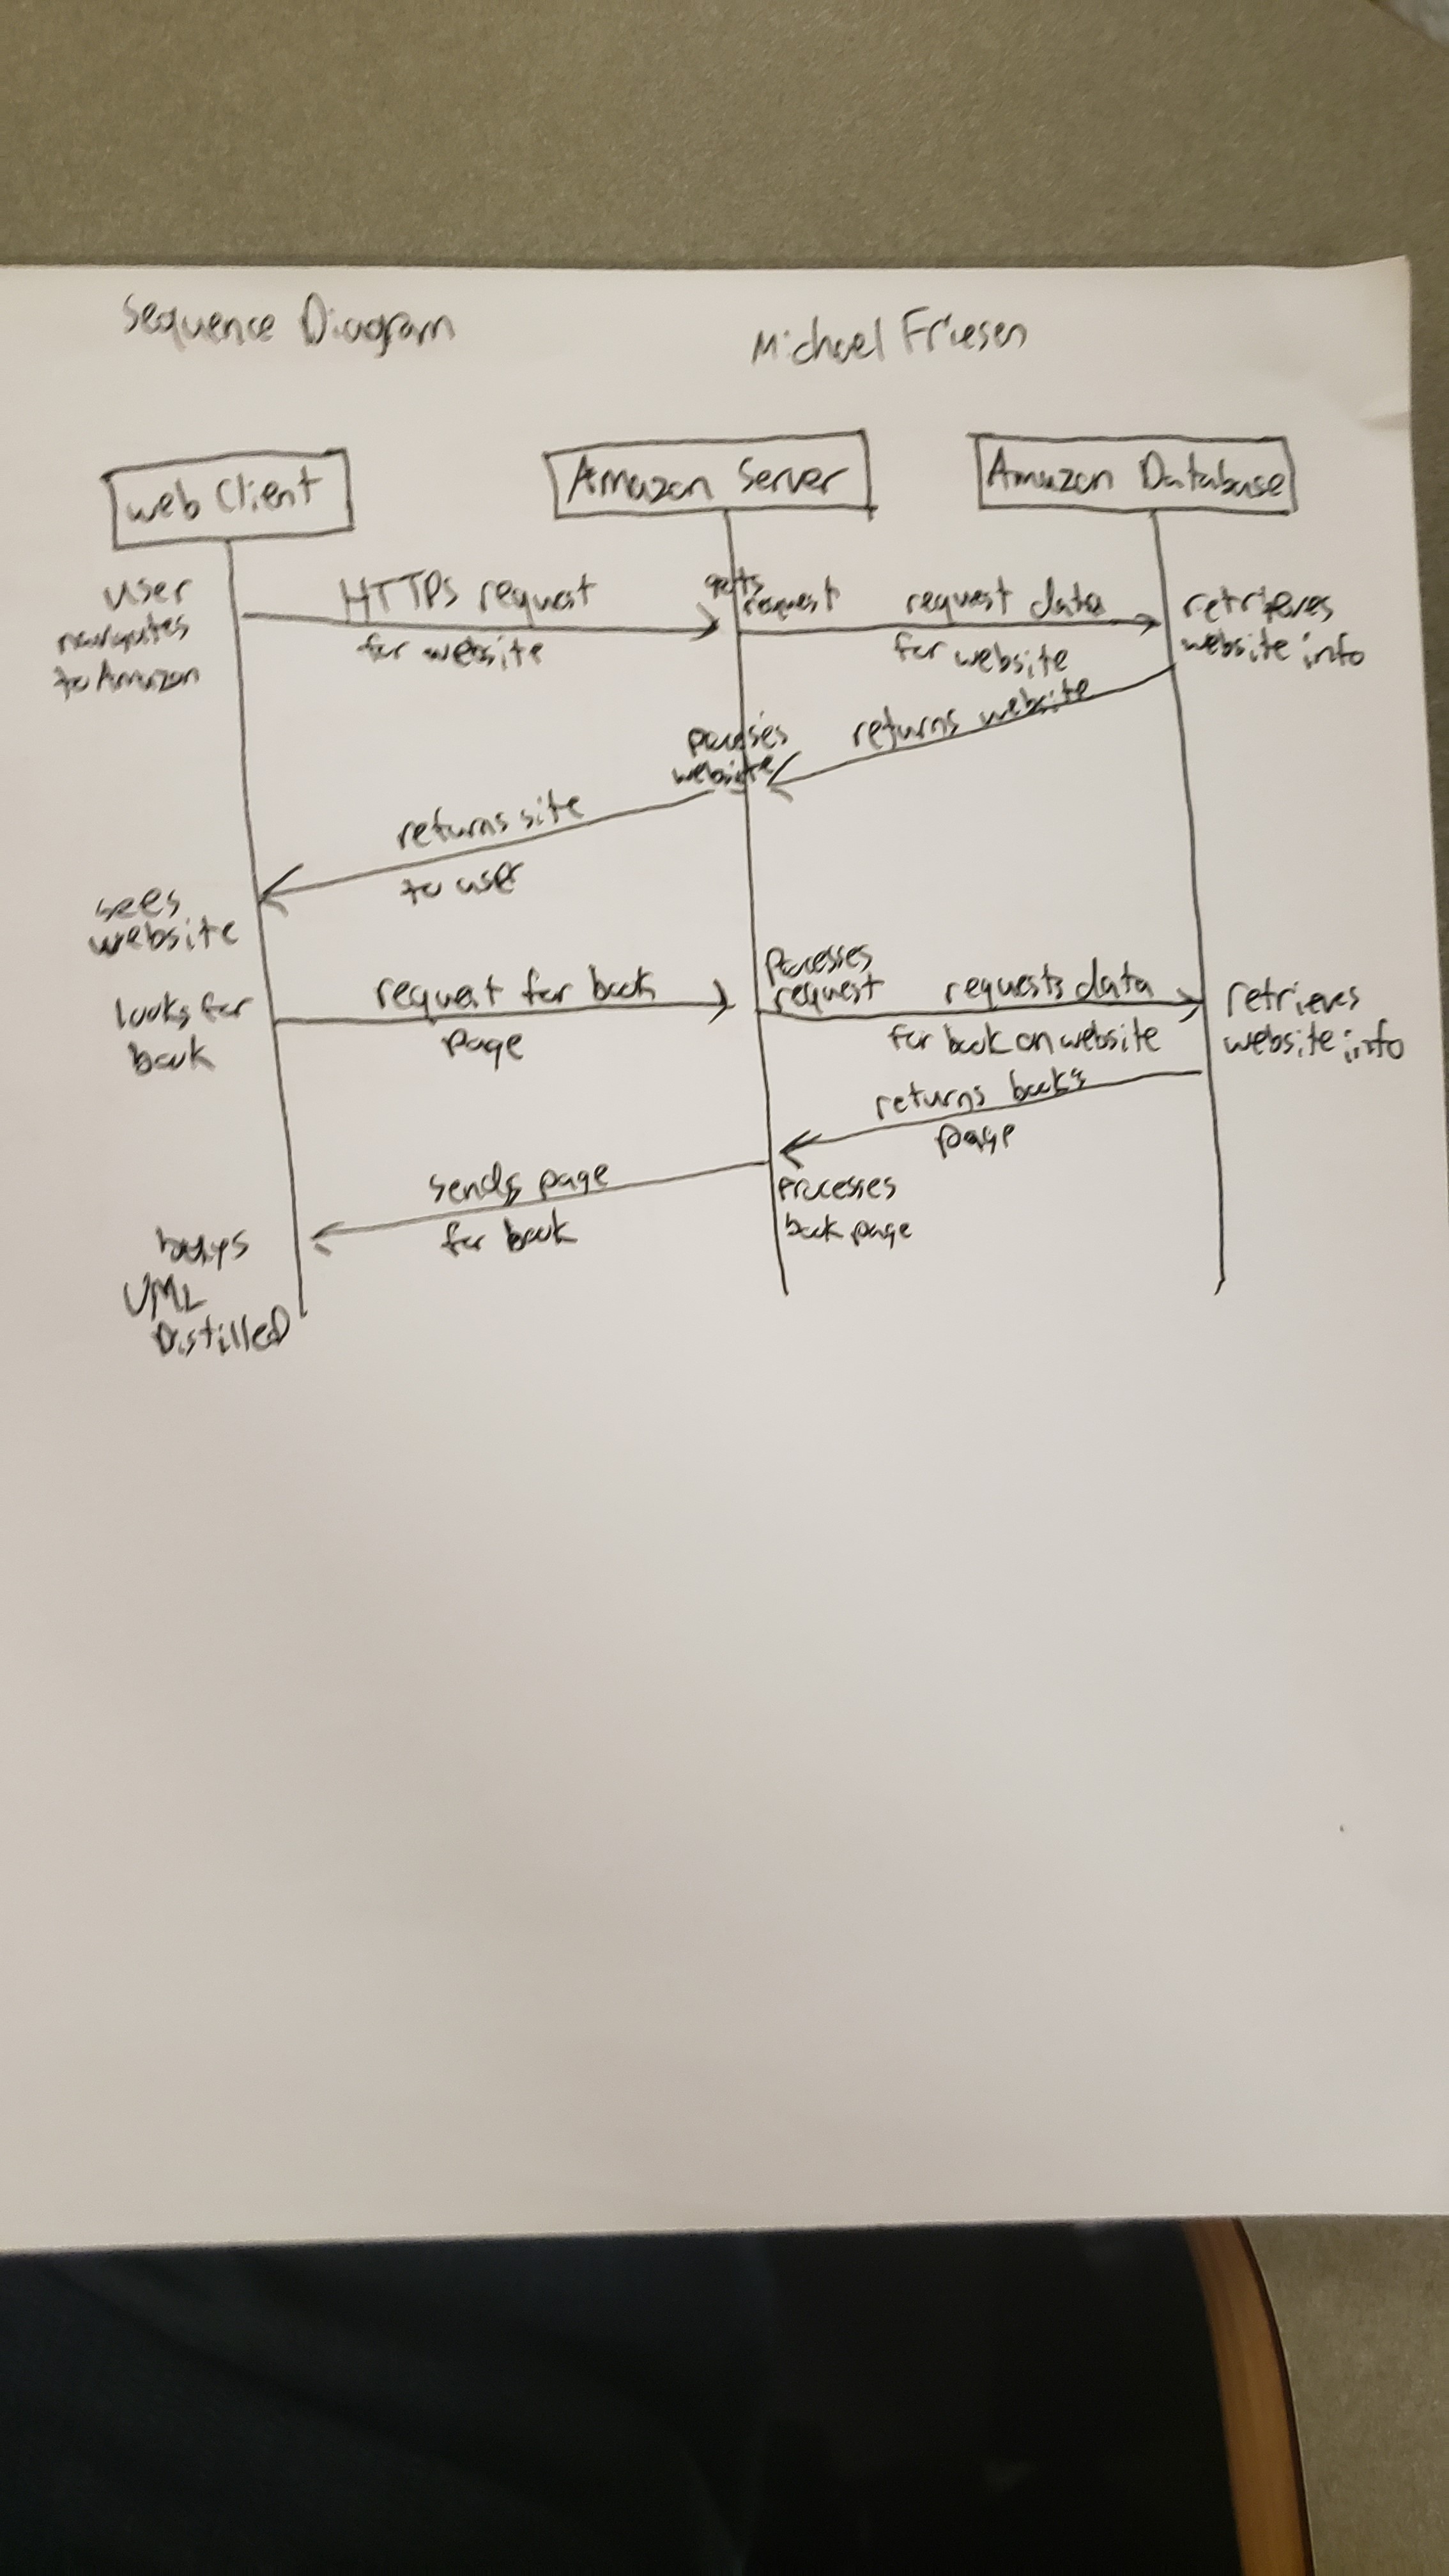 Sequence Diagram
Michael Friesen
web Client
Amazon Server
Amazon Database
user
navigates
to Amazon
HTTPs request
for website
gets
request
request data
for website
retrieves
website info
returns website
processes
website
returns site
to user
sees
website
looks for
book
request for book
page
Processes
request
requests data
for book on website
retrieves
website info
returns book's
page
Processes
book page
sends page
for book
buys
UML
Distilled